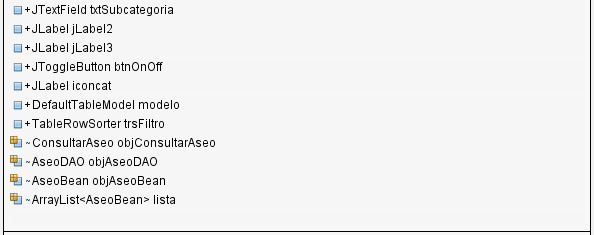 +JTextField txtSubcategoria
+JLabel jLabel2
+JLabel jLabel3
+JToggleButton btnOnOff
+JLabel iconcat
+DefaultTableModel modelo
+TableRowSorter trsFiltro
~ConsultarAseo objConsultarAseo
~AseoDAO objAseoDAO
~AseoBean objAseoBean
~ArrayList<AseoBean> lista